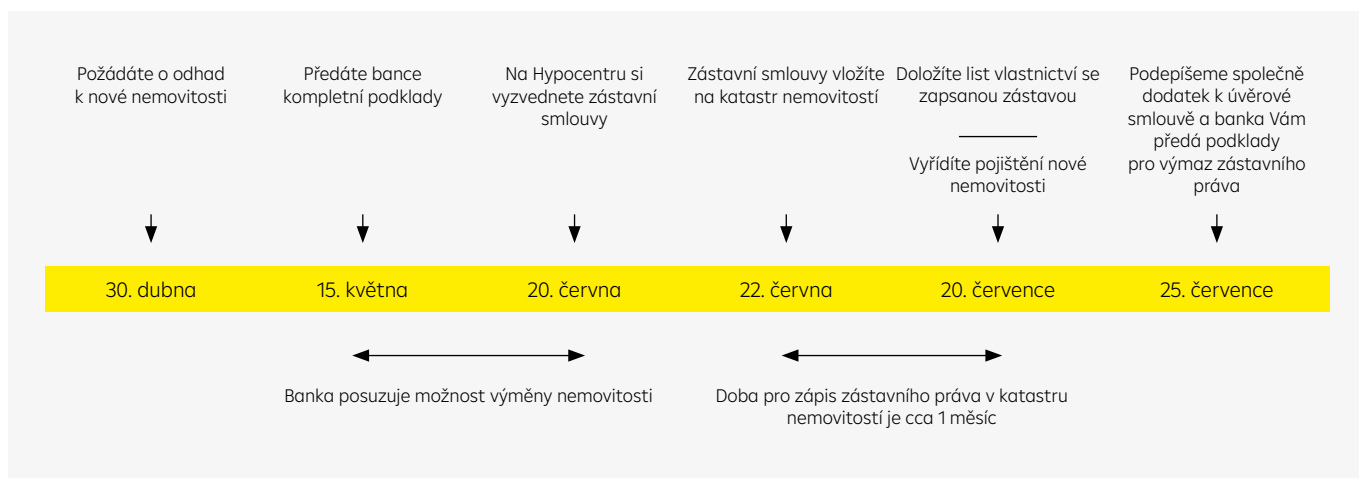 Požádáte o odhad
k nové nemovitosti
Předáte bance
kompletní podklady
Na Hypocentru si
vyzvednete zástavní
smlouvy
Zástavní smlouvy vložíte
na katastr nemovitostí
Doložíte list vlastnictví se
zapsanou zástavou
Vyřídíte pojištění nové
nemovitosti
Podepíšeme společně
dodatek k úvěrové
smlouvě a banka Vám
předá podklady
pro výmaz zástavního
práva
30. dubna
15. května
20. června
22. června
20. července
25. července
Banka posuzuje možnost výměny nemovitosti
Doba pro zápis zástavního práva v katastru
nemovitostí je cca 1 měsíc